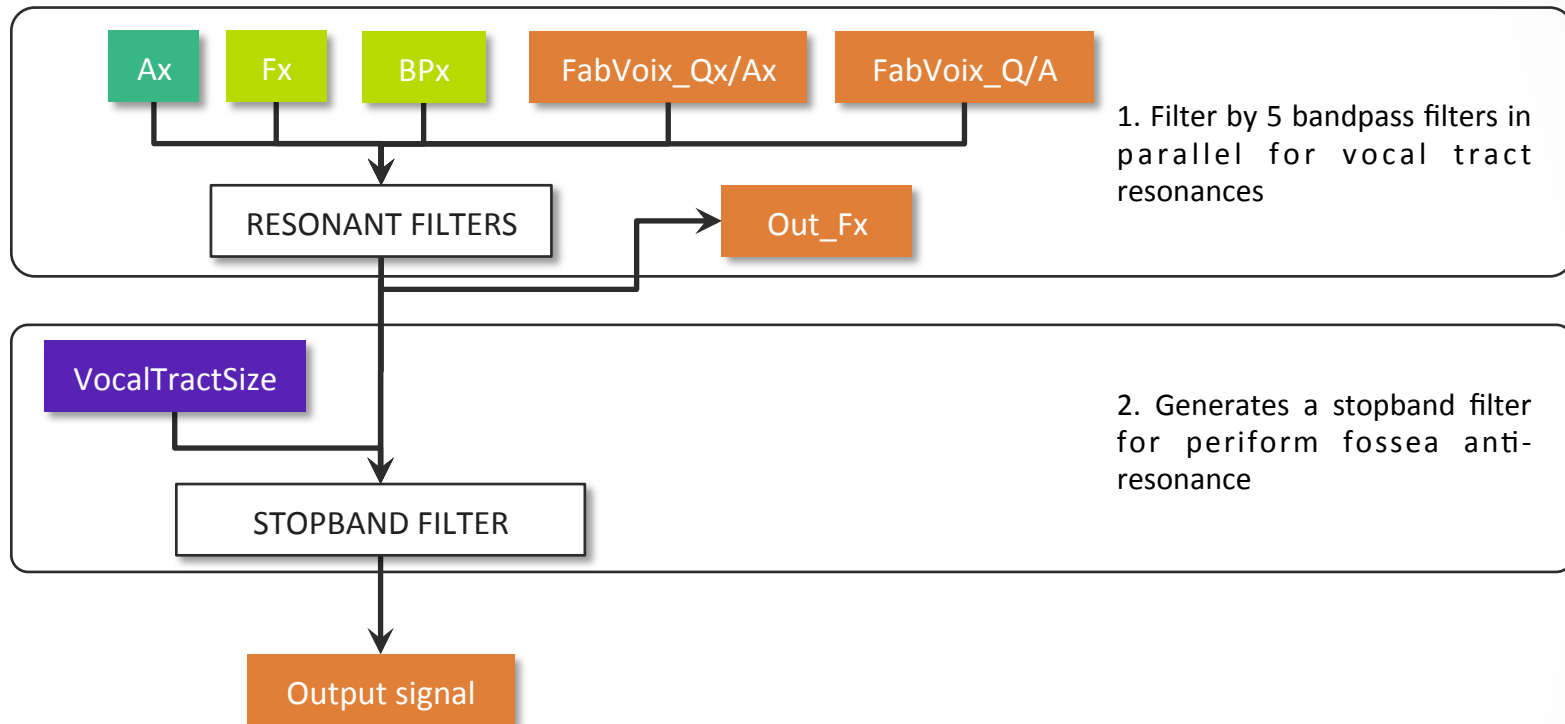 Ax
Fx
BPx
FabVoix_Qx/Ax
FabVoix_Q/A
1. Filter by 5 bandpass filters in
parallel for vocal tract
resonances
RESONANT FILTERS
Out_Fx
VocalTractSize
2. Generates a stopband filter
for periform fossea anti-
resonance
STOPBAND FILTER
Output signal